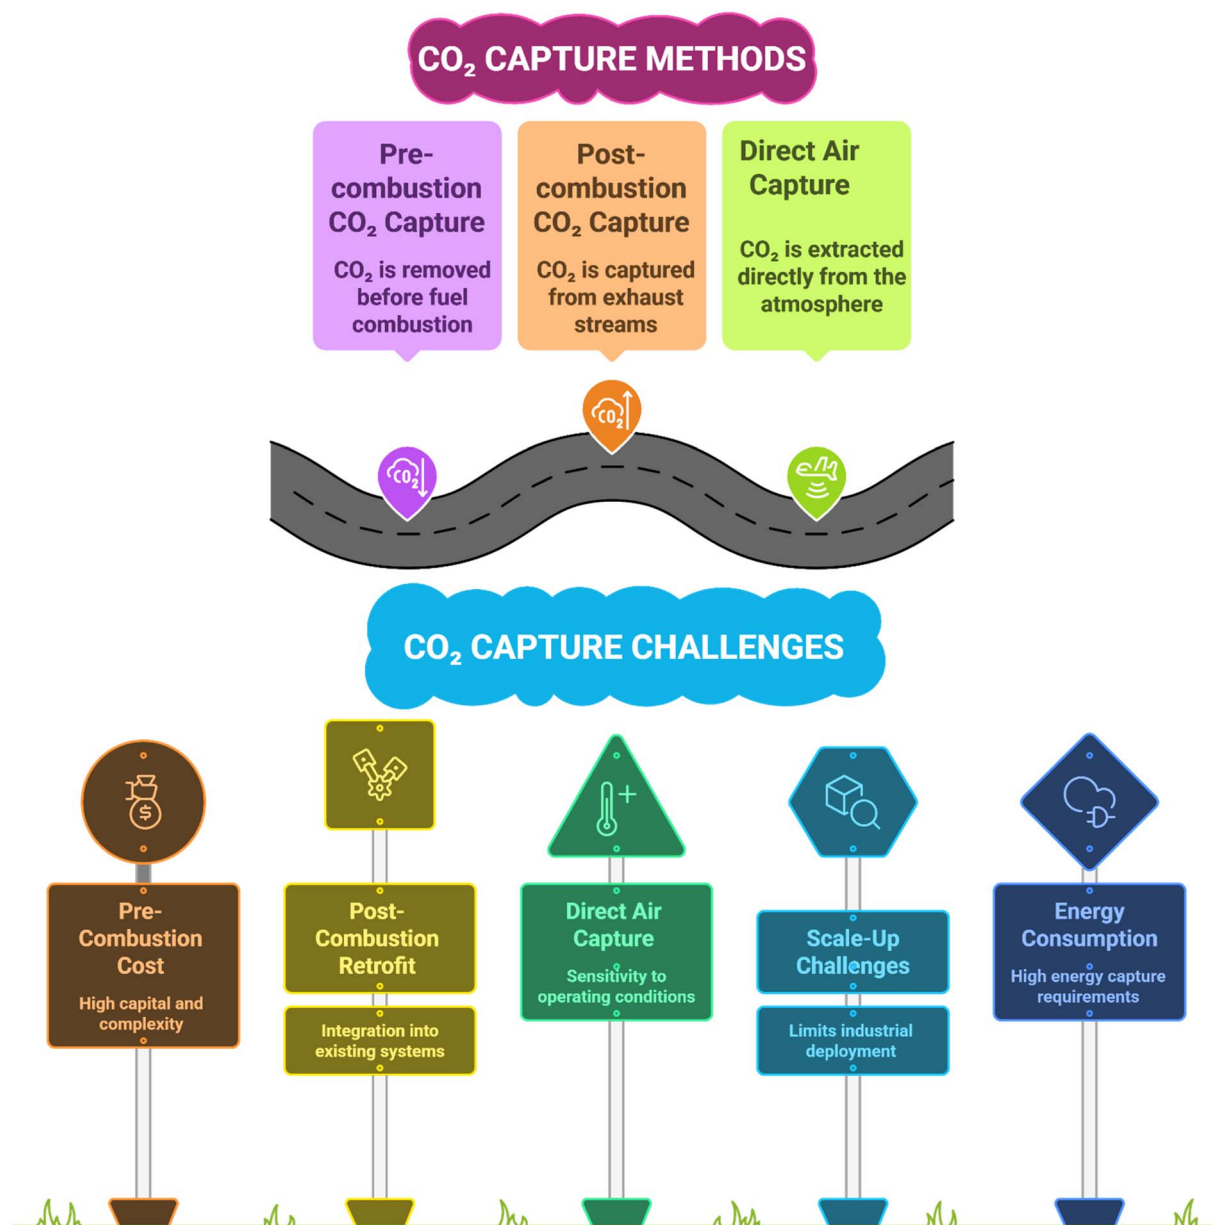 CO₂ CAPTURE METHODS
Pre-
combustion
CO₂ Capture
CO₂ is removed
before fuel
combustion
Post-
combustion
CO₂ Capture
CO₂ is captured
from exhaust
streams
Direct Air
Capture
CO₂ is extracted
directly from the
atmosphere
CO₂
CO₂
CO₂ CAPTURE CHALLENGES
$
Pre-
Combustion
Cost
High capital and
complexity
Post-
Combustion
Retrofit
Integration into
existing systems
Direct Air
Capture
Sensitivity to
operating conditions
Scale-Up
Challenges
Limits industrial
deployment
Energy
Consumption
High energy capture
requirements